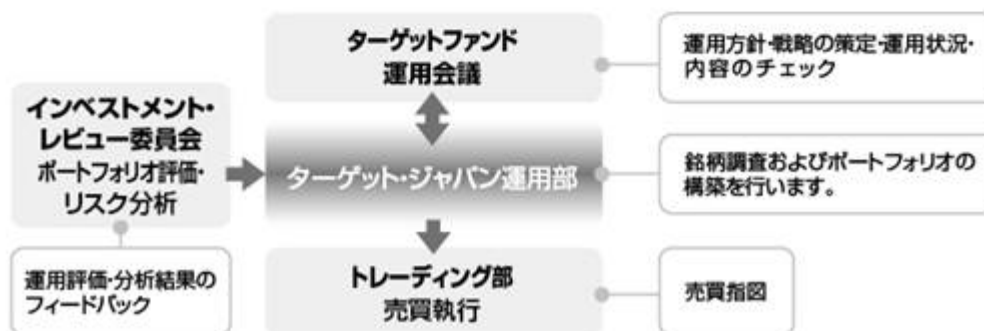 ターゲットファンド
運用会議
運用方針・戦略の策定・運用状況・
内容のチェック
インベストメント・
レビュー委員会
ポートフォリオ評価・
リスク分析
ターゲット・ジャパン運用部
銘柄調査およびポートフォリオの
構築を行います。
運用評価・分析結果の
フィードバック
トレーディング部
売買執行
売買指図